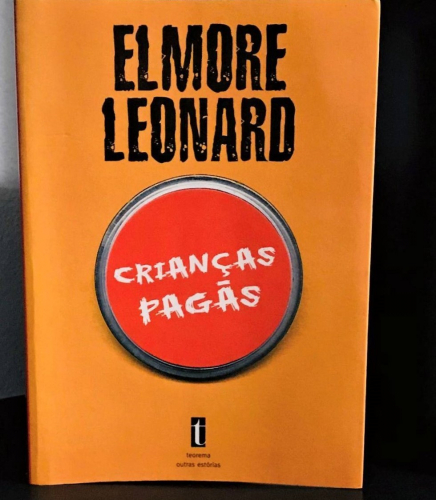 ELMORE
LEONARD
CRIANÇAS
PAGÃS
t
teorema
outras estórias